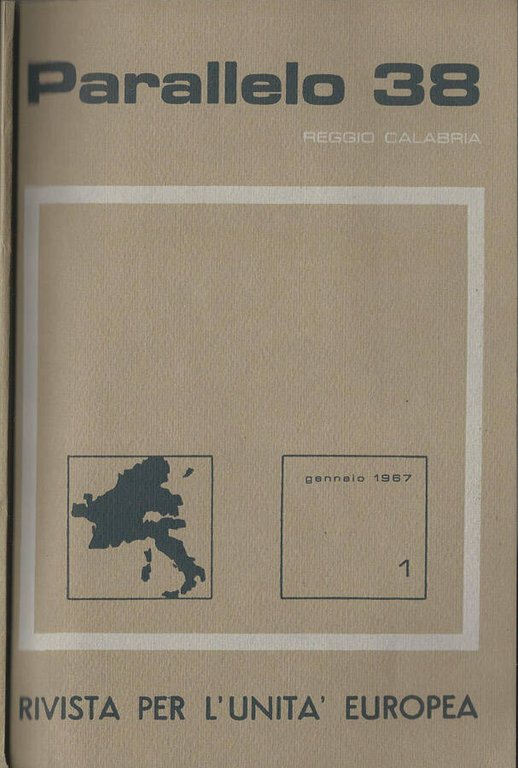 Parallelo 38
REGGIO CALABRIA
gennaio 1967
1
RIVISTA PER L'UNITA' EUROPEA